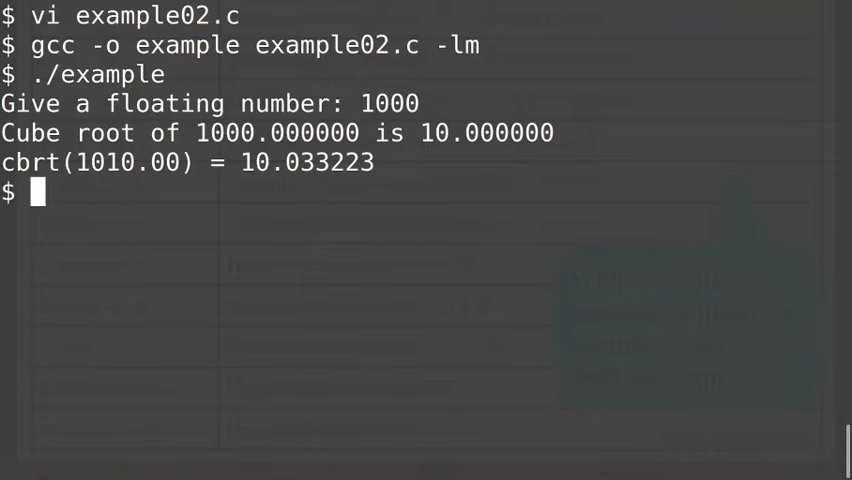 $ vi example02.c
$ gcc -o example example02.c -lm
$ ./example
Give a floating number: 1000
Cube root of 1000.000000 is 10.000000
cbrt(1010.00) = 10.033223
$